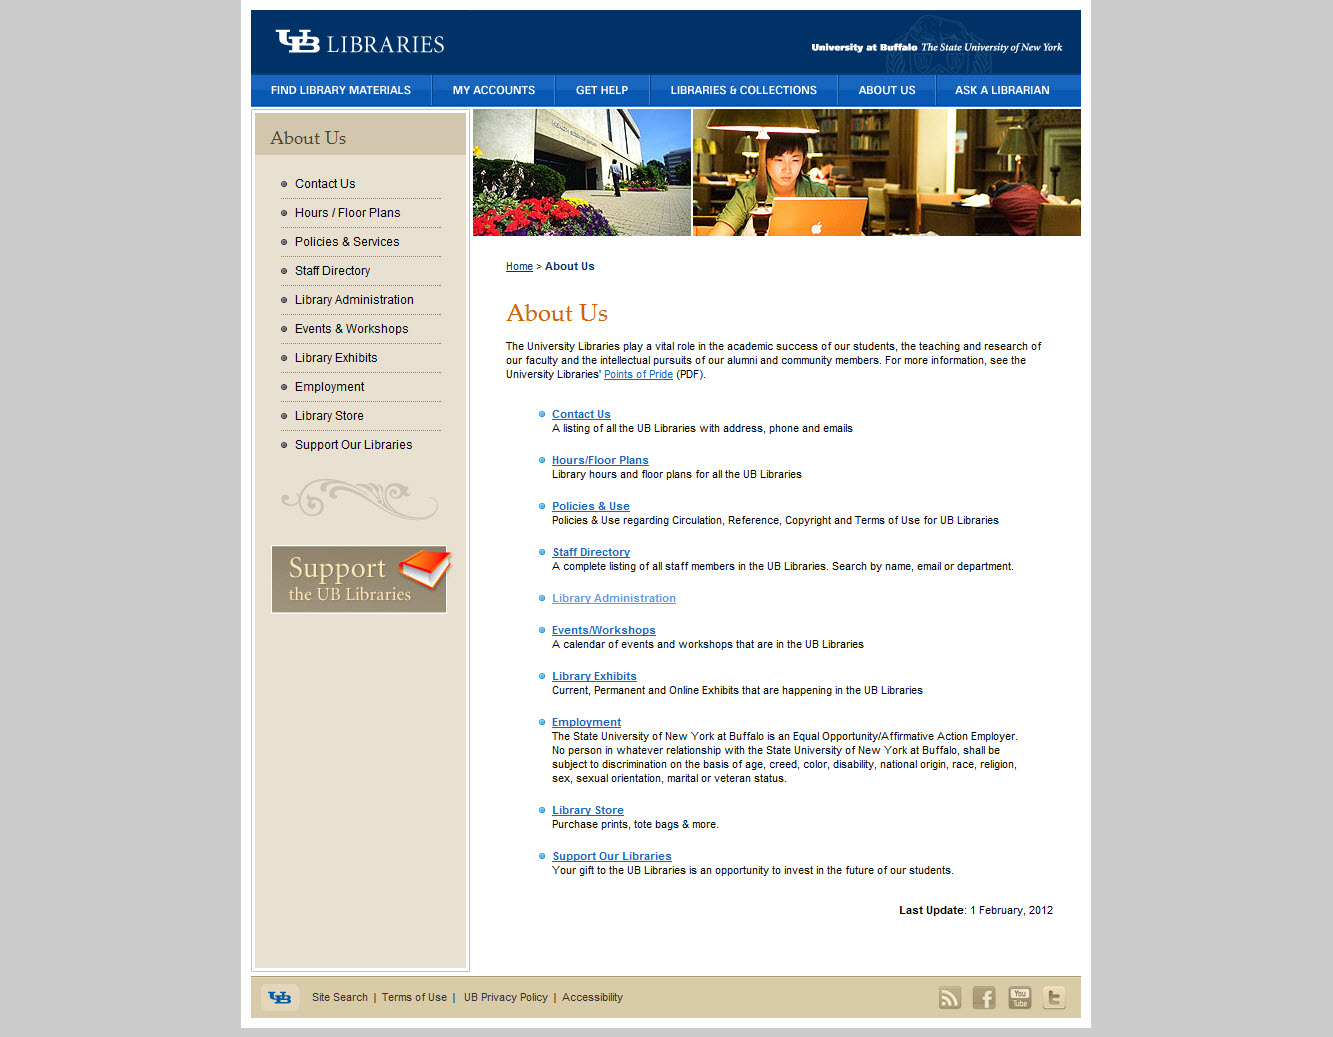 UB LIBRARIES
University at Buffalo The State University of New York
FIND LIBRARY MATERIALS
MY ACCOUNTS
GET HELP
LIBRARIES & COLLECTIONS
ABOUT US
ASK A LIBRARIAN
About Us
Contact Us
Hours / Floor Plans
Policies & Services
Staff Directory
Library Administration
Events & Workshops
Library Exhibits
Employment
Library Store
Support Our Libraries
Support
the UB Libraries
Home > About Us
About Us
The University Libraries play a vital role in the academic success of our students, the teaching and research of
our faculty and the intellectual pursuits of our alumni and community members. For more information, see the
University Libraries' Points of Pride (PDF).
Contact Us
A listing of all the UB Libraries with address, phone and emails
Hours/Floor Plans
Library hours and floor plans for all the UB Libraries
Policies & Use
Policies & Use regarding Circulation, Reference, Copyright and Terms of Use for UB Libraries
Staff Directory
A complete listing of all staff members in the UB Libraries. Search by name, email or department.
Library Administration
Events/Workshops
A calendar of events and workshops that are in the UB Libraries
Library Exhibits
Current, Permanent and Online Exhibits that are happening in the UB Libraries
Employment
The State University of New York at Buffalo is an Equal Opportunity/Affirmative Action Employer.
No person in whatever relationship with the State University of New York at Buffalo, shall be
subject to discrimination on the basis of age, creed, color, disability, national origin, race, religion,
sex, sexual orientation, marital or veteran status.
Library Store
Purchase prints, tote bags & more.
Support Our Libraries
Your gift to the UB Libraries is an opportunity to invest in the future of our students.
Last Update: 1 February, 2012
UB Site Search | Terms of Use | UB Privacy Policy | Accessibility
You
Tube